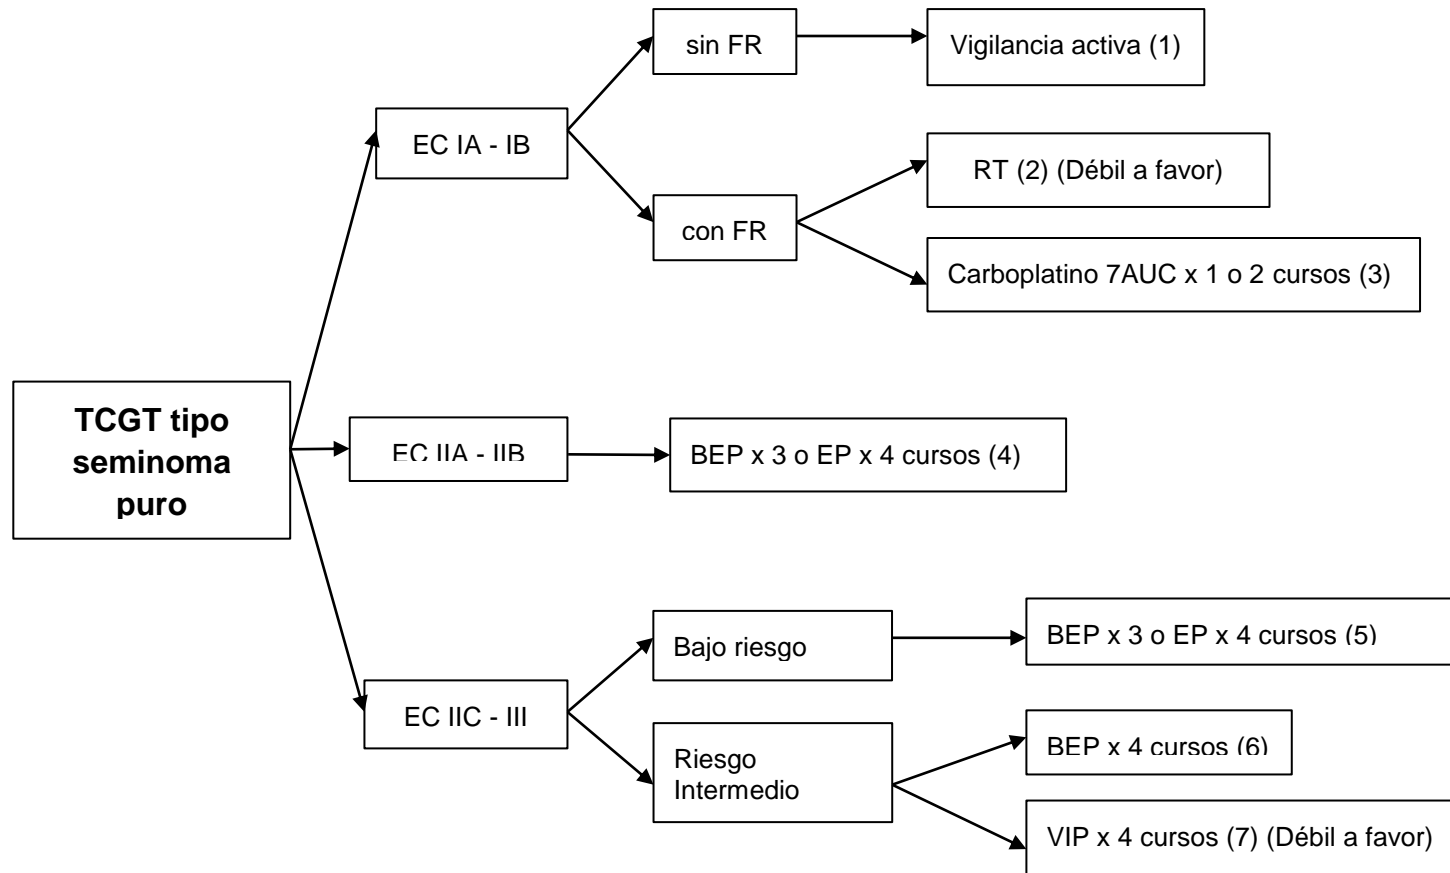 sin FR
Vigilancia activa (1)
EC IA - IB
RT (2) (Débil a favor)
con FR
Carboplatino 7AUC x 1 o 2 cursos (3)
TCGT tipo
seminoma
puro
EC IIA - IIB
BEP x 3 o EP x 4 cursos (4)
Bajo riesgo
BEP x 3 o EP x 4 cursos (5)
EC IIC - III
Riesgo
Intermedio
BEP x 4 cursos (6)
VIP x 4 cursos (7) (Débil a favor)